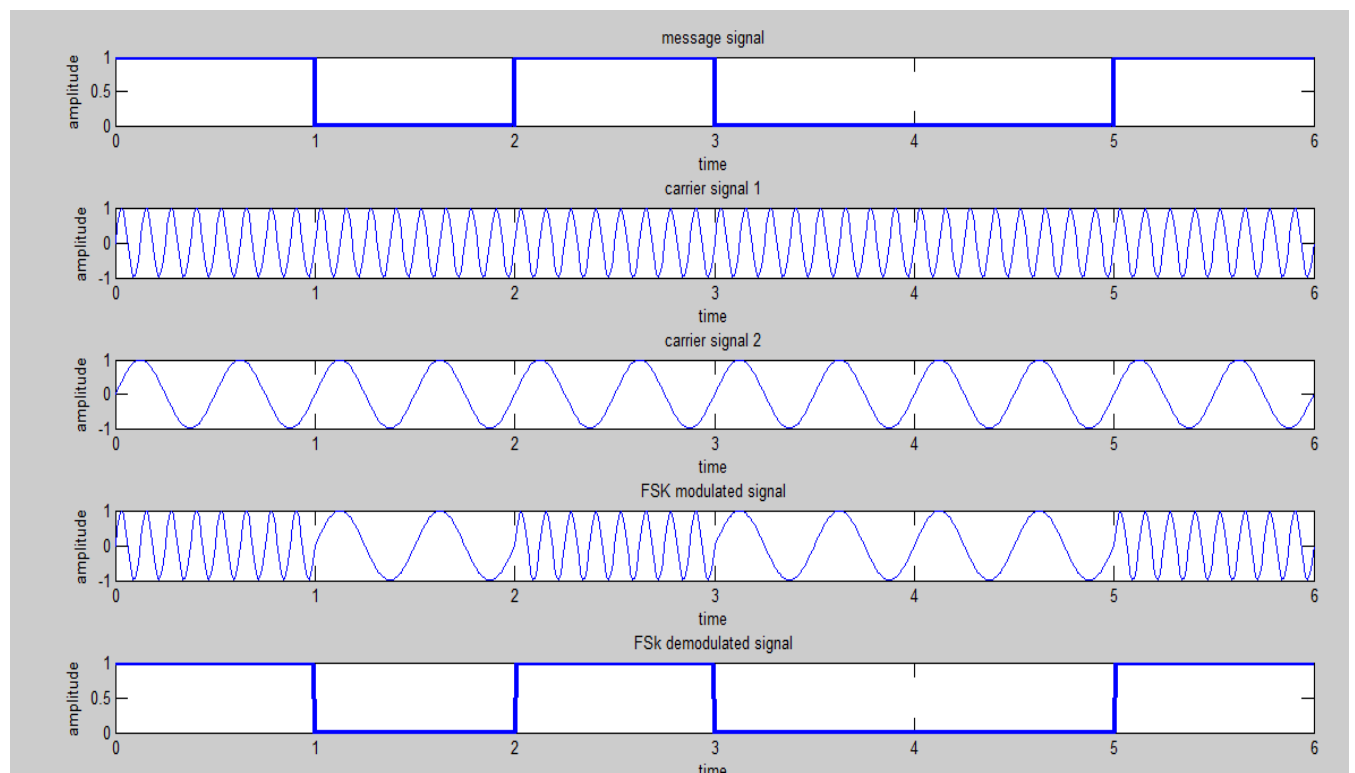 message signal
amplitude
1
0.5
0
0 1 2 3 4 5 6
time
carrier signal 1
amplitude
1
0
-1
0 1 2 3 4 5 6
time
carrier signal 2
amplitude
1
0
-1
0 1 2 3 4 5 6
time
FSK modulated signal
amplitude
1
0
-1
0 1 2 3 4 5 6
time
FSk demodulated signal
amplitude
1
0.5
0
0 1 2 3 4 5 6
time